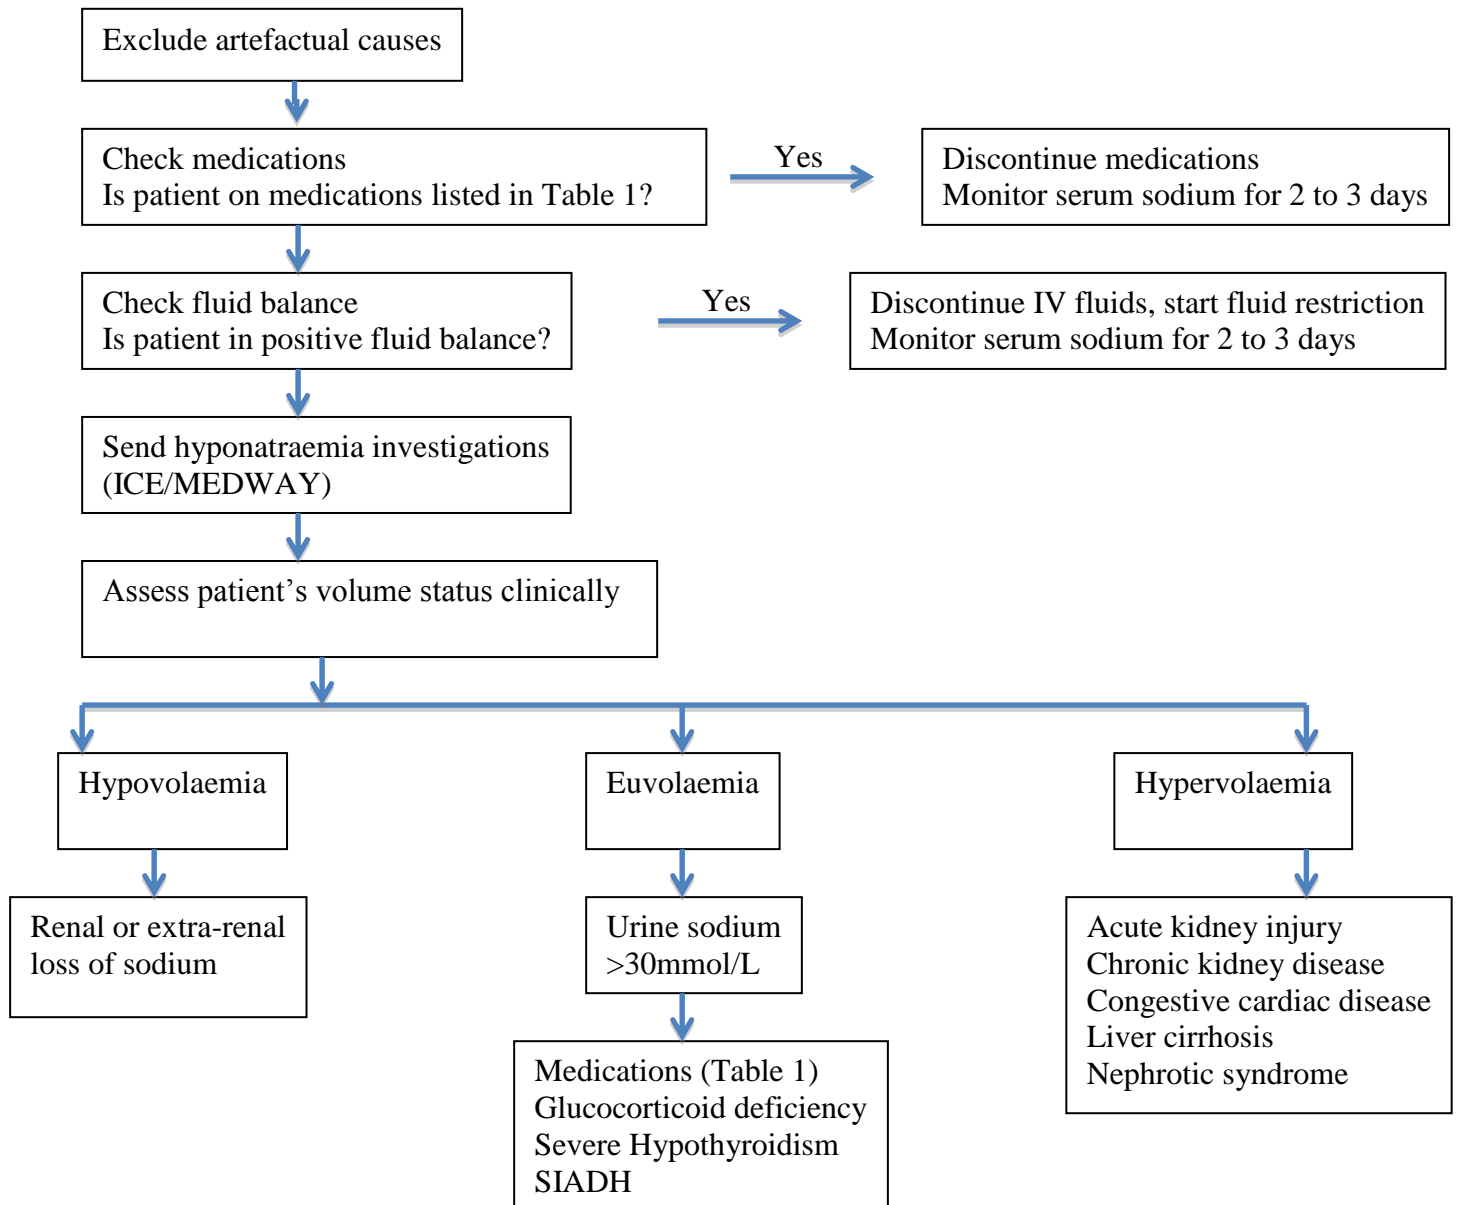 Exclude artefactual causes
Check medications
Is patient on medications listed in Table 1?
Yes
Discontinue medications
Monitor serum sodium for 2 to 3 days
Check fluid balance
Is patient in positive fluid balance?
Yes
Discontinue IV fluids, start fluid restriction
Monitor serum sodium for 2 to 3 days
Send hyponatraemia investigations
(ICE/MEDWAY)
Assess patient’s volume status clinically
Hypovolaemia
Euvolaemia
Hypervolaemia
Renal or extra-renal
loss of sodium
Urine sodium
>30mmol/L
Medications (Table 1)
Glucocorticoid deficiency
Severe Hypothyroidism
SIADH
Acute kidney injury
Chronic kidney disease
Congestive cardiac disease
Liver cirrhosis
Nephrotic syndrome